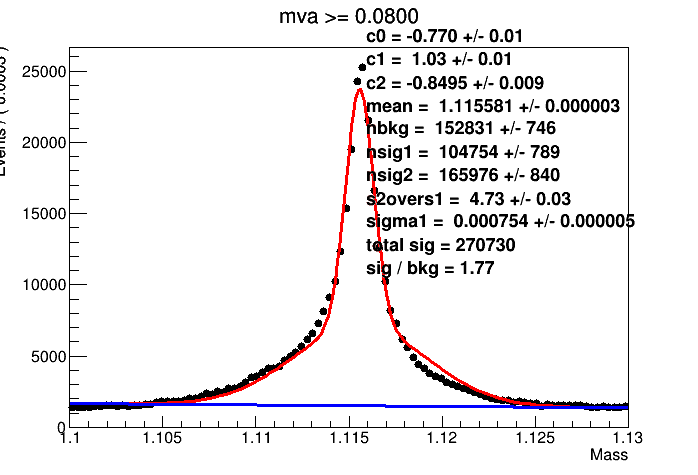 mva >= 0.0800
c0 = -0.770 +/- 0.01
c1 = 1.03 +/- 0.01
c2 = -0.8495 +/- 0.009
mean = 1.115581 +/- 0.000003
nbkg = 152831 +/- 746
nsig1 = 104754 +/- 789
nsig2 = 165976 +/- 840
s2overs1 = 4.73 +/- 0.03
sigma1 = 0.000754 +/- 0.000005
total sig = 270730
sig / bkg = 1.77
25000
20000
15000
10000
5000
0
1.1 1.105 1.11 1.115 1.12 1.125 1.13
Mass